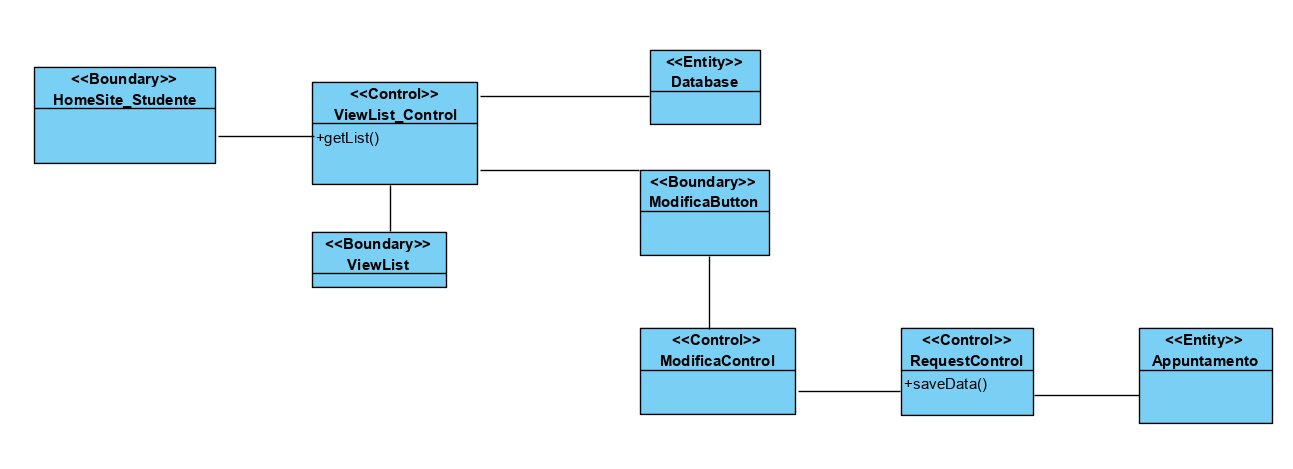 <<Boundary>>
HomeSite_Studente
<<Control>>
ViewList_Control
+getList()
<<Entity>>
Database
<<Boundary>>
ModificaButton
<<Boundary>>
ViewList
<<Control>>
ModificaControl
<<Control>>
RequestControl
+saveData()
<<Entity>>
Appuntamento